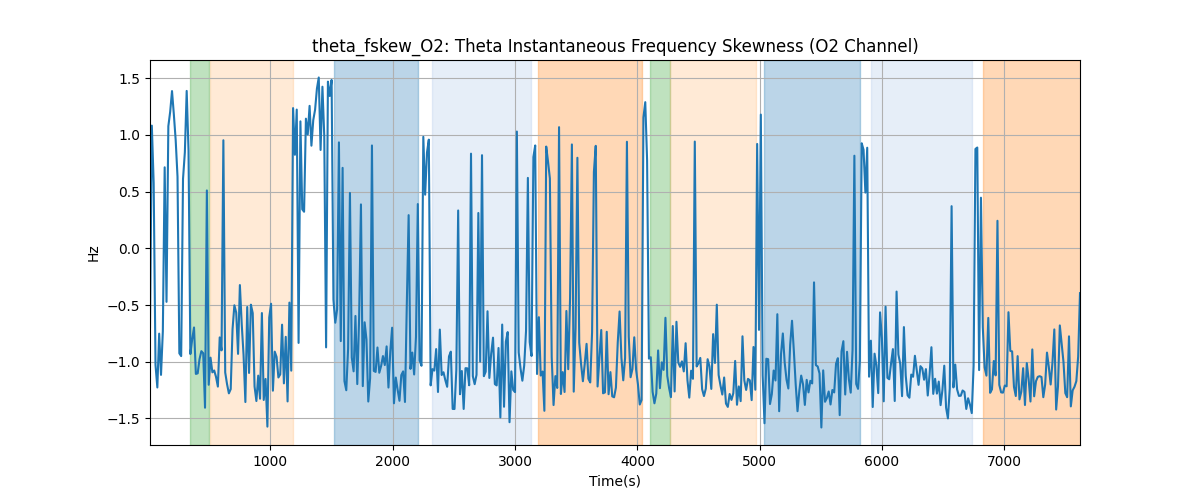 theta_fskew_O2: Theta Instantaneous Frequency Skewness (O2 Channel)
1.5
1.0
0.5
0.0
−0.5
−1.0
−1.5
Hz
1000 2000 3000 4000 5000 6000 7000
Time(s)